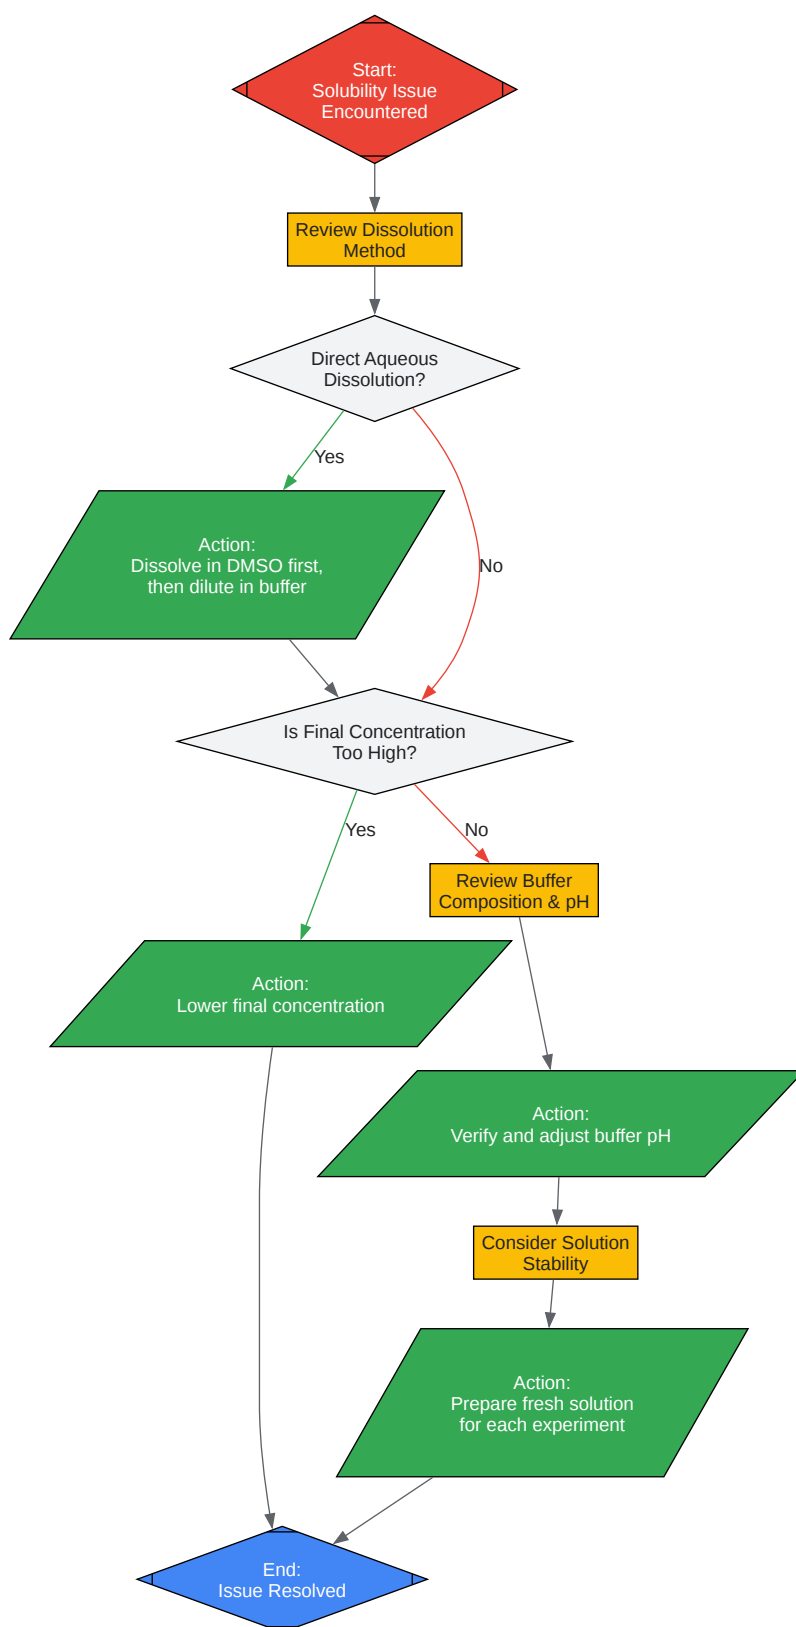 Start:
Solubility Issue
Encountered
Review Dissolution
Method
Direct Aqueous
Dissolution?
Yes
Action:
Dissolve in DMSO first,
then dilute in buffer
No
Is Final Concentration
Too High?
Yes
No
Review Buffer
Composition & pH
Action:
Lower final concentration
Action:
Verify and adjust buffer pH
Consider Solution
Stability
Action:
Prepare fresh solution
for each experiment
End:
Issue Resolved